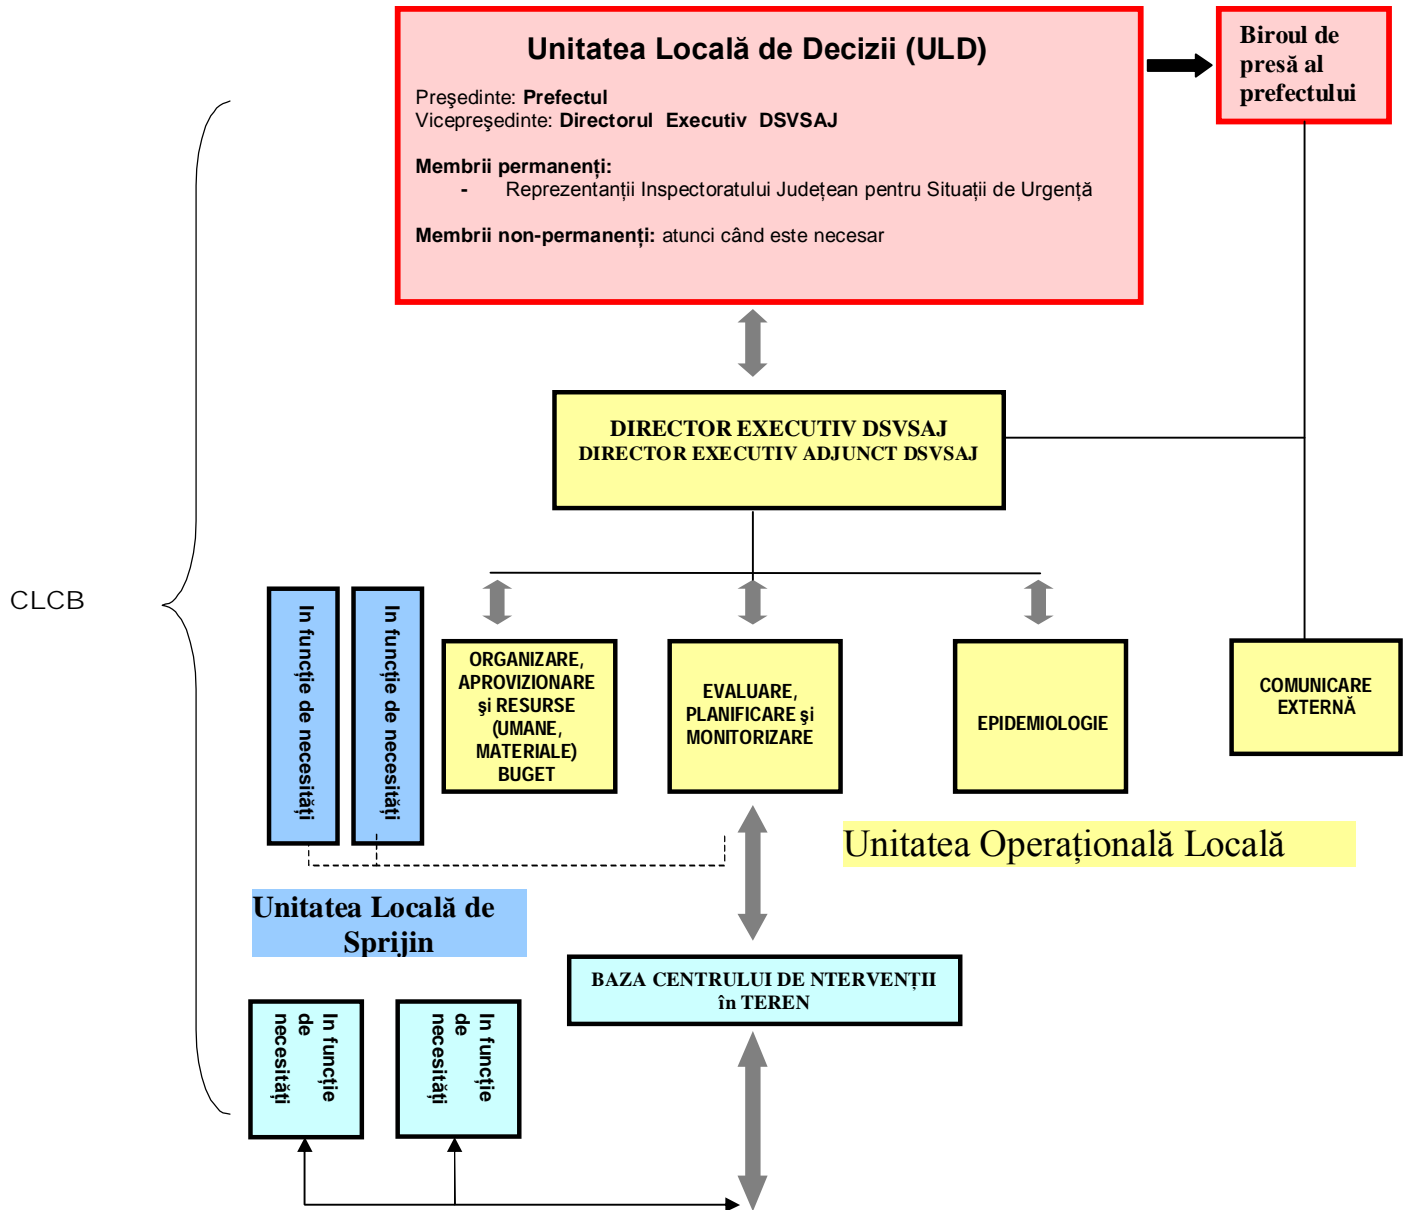 Unitatea Locală de Decizii (ULD)
Preşedinte: Prefectul
Vicepreşedinte: Directorul Executiv DSVSAJ
Membrii permanenți:
- Reprezentanții Inspectoratului Județean pentru Situații de Urgență
Membrii non-permanenți: atunci când este necesar
Biroul de
presă al
prefectului
DIRECTOR EXECUTIV DSVSAJ
DIRECTOR EXECUTIV ADJUNCT DSVSAJ
CLCB
In funcție de necesități
In funcție de necesități
ORGANIZARE,
APROVIZIONARE
şi RESURSE
(UMANE,
MATERIALE)
BUGET
EVALUARE,
PLANIFICARE şi
MONITORIZARE
EPIDEMIOLOGIE
COMUNICARE
EXTERNĂ
Unitatea Operațională Locală
Unitatea Locală de
Sprijin
BAZA CENTRULUI DE NTERVENȚII
în TEREN
In funcție
de
necesități
In funcție
de
necesități